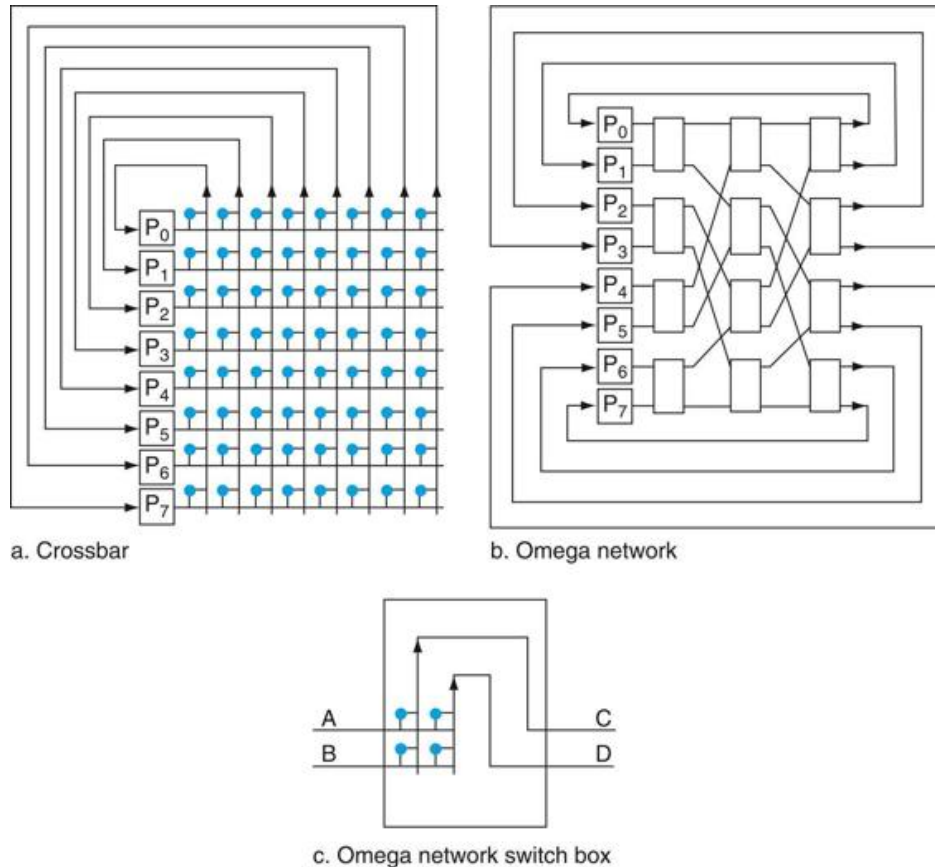 P0
P1
P2
P3
P4
P5
P6
P7
a. Crossbar
P0
P1
P2
P3
P4
P5
P6
P7
b. Omega network
A
B
C
D
c. Omega network switch box